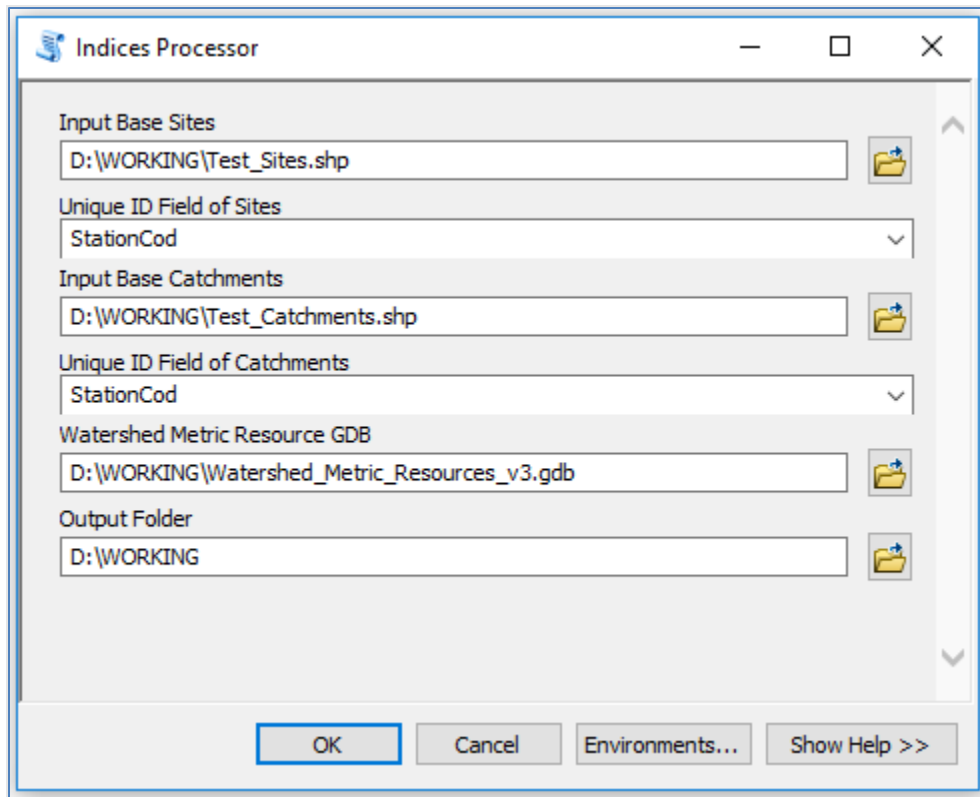 Indices Processor
Input Base Sites
D:\WORKING\Test_Sites.shp
Unique ID Field of Sites
StationCod
Input Base Catchments
D:\WORKING\Test_Catchments.shp
Unique ID Field of Catchments
StationCod
Watershed Metric Resource GDB
D:\WORKING\Watershed_Metric_Resources_v3.gdb
Output Folder
D:\WORKING
OK Cancel Environments... Show Help >>